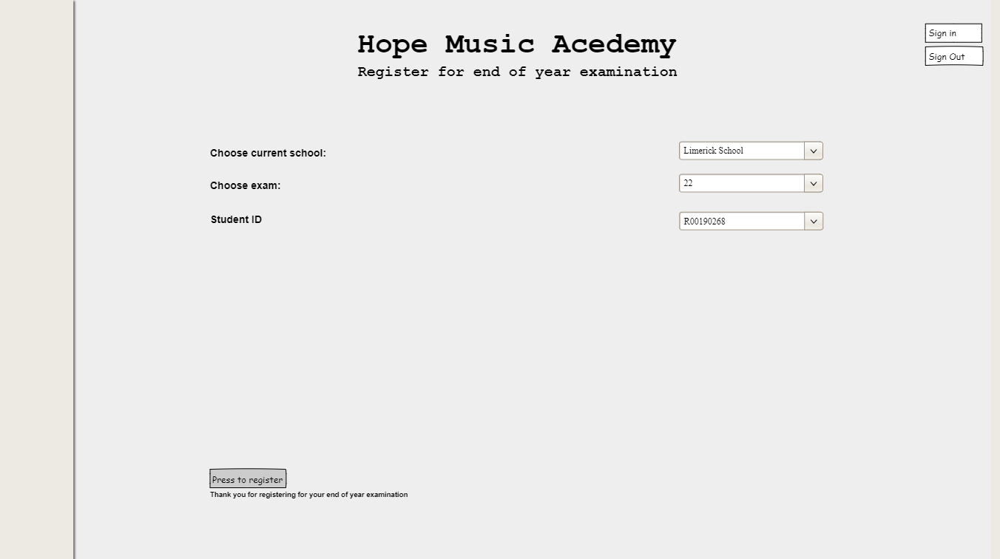 Hope Music Acedemy
Register for end of year examination
Sign in
Sign Out
Choose current school:
Limerick School
Choose exam:
22
Student ID
R00190268
Press to register
Thank you for registering for your end of year examination